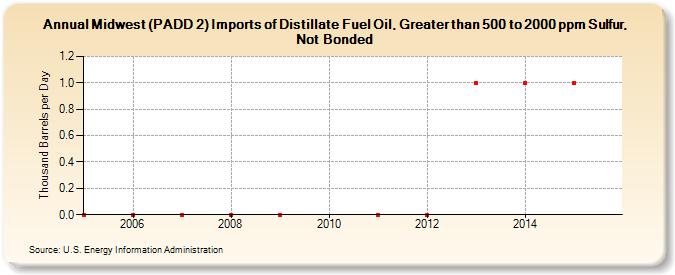 Annual Midwest (PADD 2) Imports of Distillate Fuel Oil, Greater than 500 to 2000 ppm Sulfur,
Not Bonded
Thousand Barrels per Day
1.2
1.0
0.8
0.6
0.4
0.2
0.0
2006 2008 2010 2012 2014
Source: U.S. Energy Information Administration